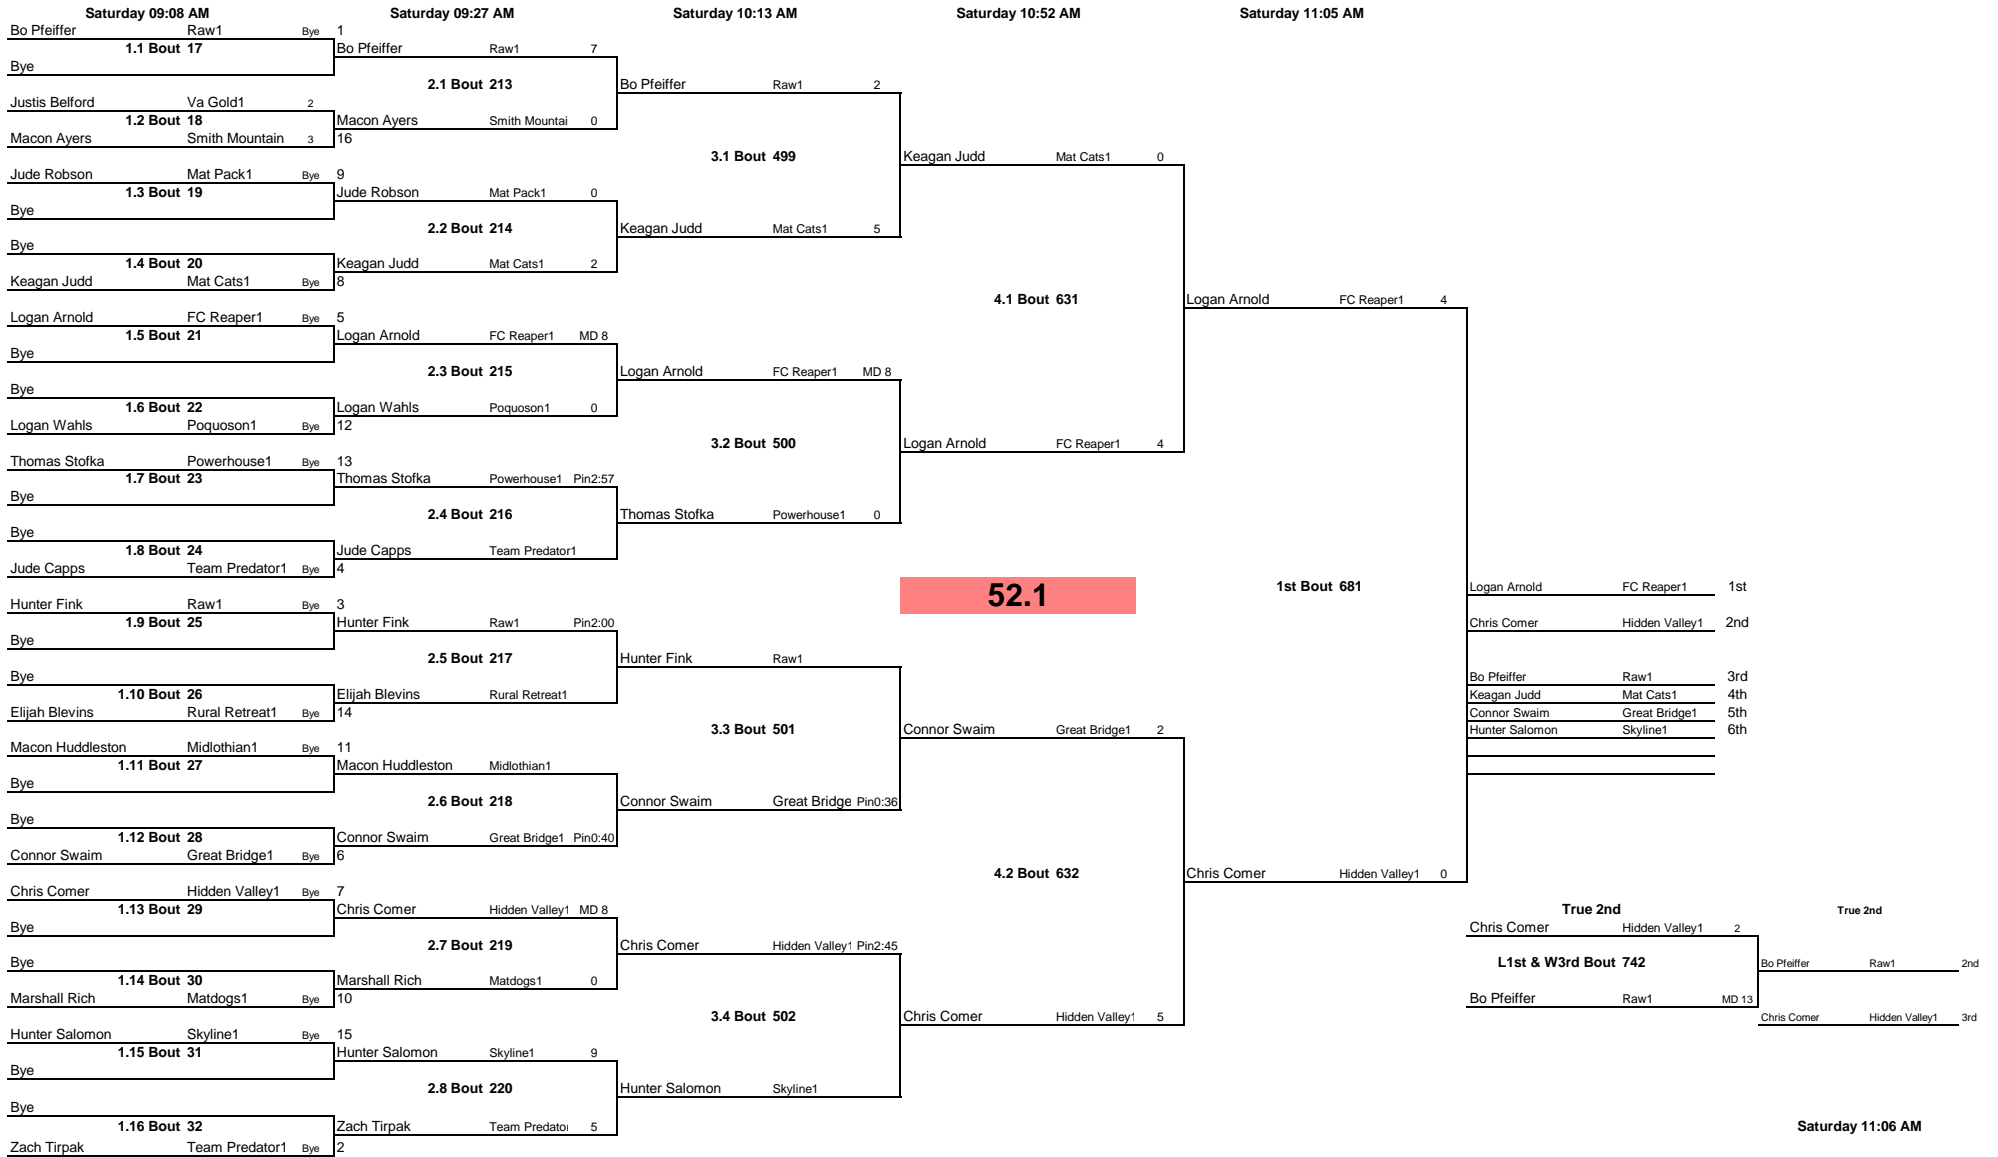 Saturday 09:08 AM Saturday 09:27 AM Saturday 10:13 AM Saturday 10:52 AM Saturday 11:05 AM
Bo Pfeiffer Raw1 Bye 1
1.1 Bout 17 Bo Pfeiffer Raw1 7
Bye
2.1 Bout 213 Bo Pfeiffer Raw1 2
Justis Belford Va Gold1 2
1.2 Bout 18 Macon Ayers Smith Mountai 0
Macon Ayers Smith Mountain 3 16
3.1 Bout 499 Keagan Judd Mat Cats1 0
Jude Robson Mat Pack1 Bye 9
1.3 Bout 19 Jude Robson Mat Pack1 0
Bye
2.2 Bout 214 Keagan Judd Mat Cats1 5
Bye
1.4 Bout 20 Keagan Judd Mat Cats1 2
Keagan Judd Mat Cats1 Bye 8
4.1 Bout 631 Logan Arnold FC Reaper1 4
Logan Arnold FC Reaper1 Bye 5
1.5 Bout 21 Logan Arnold FC Reaper1 MD 8
Bye
2.3 Bout 215 Logan Arnold FC Reaper1 MD 8
Bye
1.6 Bout 22 Logan Wahls Poquoson1 0
Logan Wahls Poquoson1 Bye 12
3.2 Bout 500 Logan Arnold FC Reaper1 4
Thomas Stofka Powerhouse1 Bye 13
1.7 Bout 23 Thomas Stofka Powerhouse1 Pin2:57
Bye
2.4 Bout 216 Thomas Stofka Powerhouse1 0
Bye
1.8 Bout 24 Jude Capps Team Predator1
Jude Capps Team Predator1 Bye 4
52.1 1st Bout 681 Logan Arnold FC Reaper1 1st
Hunter Fink Raw1 Bye 3
1.9 Bout 25 Hunter Fink Raw1 Pin2:00 Chris Comer Hidden Valley1 2nd
Bye
2.5 Bout 217 Hunter Fink Raw1
Bye Bo Pfeiffer Raw1 3rd
1.10 Bout 26 Elijah Blevins Rural Retreat1 Keagan Judd Mat Cats1 4th
Elijah Blevins Rural Retreat1 Bye 14 Connor Swaim Great Bridge1 5th
3.3 Bout 501 Connor Swaim Great Bridge1 2 Hunter Salomon Skyline1 6th
Macon Huddleston Midlothian1 Bye 11
1.11 Bout 27 Macon Huddleston Midlothian1
Bye
2.6 Bout 218 Connor Swaim Great Bridge Pin0:36
Bye
1.12 Bout 28 Connor Swaim Great Bridge1 Pin0:40
Connor Swaim Great Bridge1 Bye 6
4.2 Bout 632 Chris Comer Hidden Valley1 0
Chris Comer Hidden Valley1 Bye 7
1.13 Bout 29 Chris Comer Hidden Valley1 MD 8 True 2nd True 2nd
Bye Chris Comer Hidden Valley1 2
2.7 Bout 219 Chris Comer Hidden Valley1 Pin2:45
Bye L1st & W3rd Bout 742 Bo Pfeiffer Raw1 2nd
1.14 Bout 30 Marshall Rich Matdogs1 0
Marshall Rich Matdogs1 Bye 10 Bo Pfeiffer Raw1 MD 13
3.4 Bout 502 Chris Comer Hidden Valley1 5 Chris Comer Hidden Valley1 3rd
Hunter Salomon Skyline1 Bye 15
1.15 Bout 31 Hunter Salomon Skyline1 9
Bye
2.8 Bout 220 Hunter Salomon Skyline1
Bye
1.16 Bout 32 Zach Tirpak Team Predato 5 Saturday 11:06 AM
Zach Tirpak Team Predator1 Bye 2